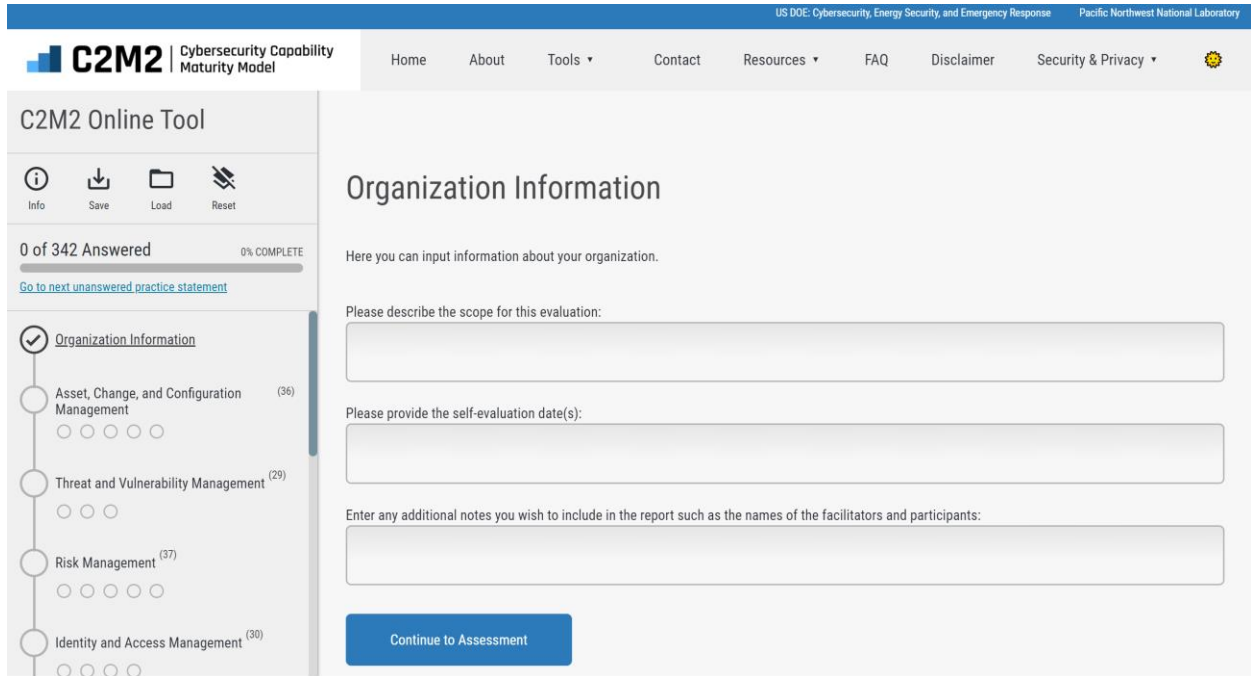 US DOE: Cybersecurity, Energy Security, and Emergency Response Pacific Northwest National Laboratory
C2M2 Cybersecurity Capability
Maturity Model
Home About Tools Contact Resources FAQ Disclaimer Security & Privacy
C2M2 Online Tool
Info Save Load Reset
0 of 342 Answered 0% COMPLETE
Go to next unanswered practice statement
Organization Information
Asset, Change, and Configuration (36)
Management
Threat and Vulnerability Management (29)
Risk Management (37)
Identity and Access Management (30)
Organization Information
Here you can input information about your organization.
Please describe the scope for this evaluation:
Please provide the self-evaluation date(s):
Enter any additional notes you wish to include in the report such as the names of the facilitators and participants:
Continue to Assessment